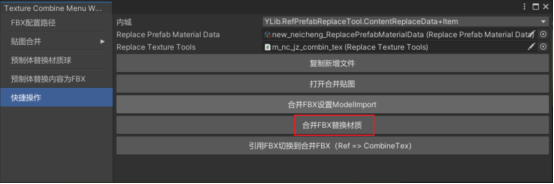 Texture Combine Menu W...
FBX配置路径
贴图合并
预制体替换材质球
预制体替换内容为FBX
快捷操作
内城 YLib.RefPrefabReplaceTool.ContentReplaceData+Item
Replace Prefab Material Data new_neicheng_ReplacePrefabMaterialData (Replace Prefab Material Data)
Replace Texture Tools m_nc_jz_combin_tex (Replace Texture Tools)
复制新增文件
打开合并贴图
合并FBX设置ModelImport
合并FBX替换材质
引用FBX切换到合并FBX（Ref => CombineTex)